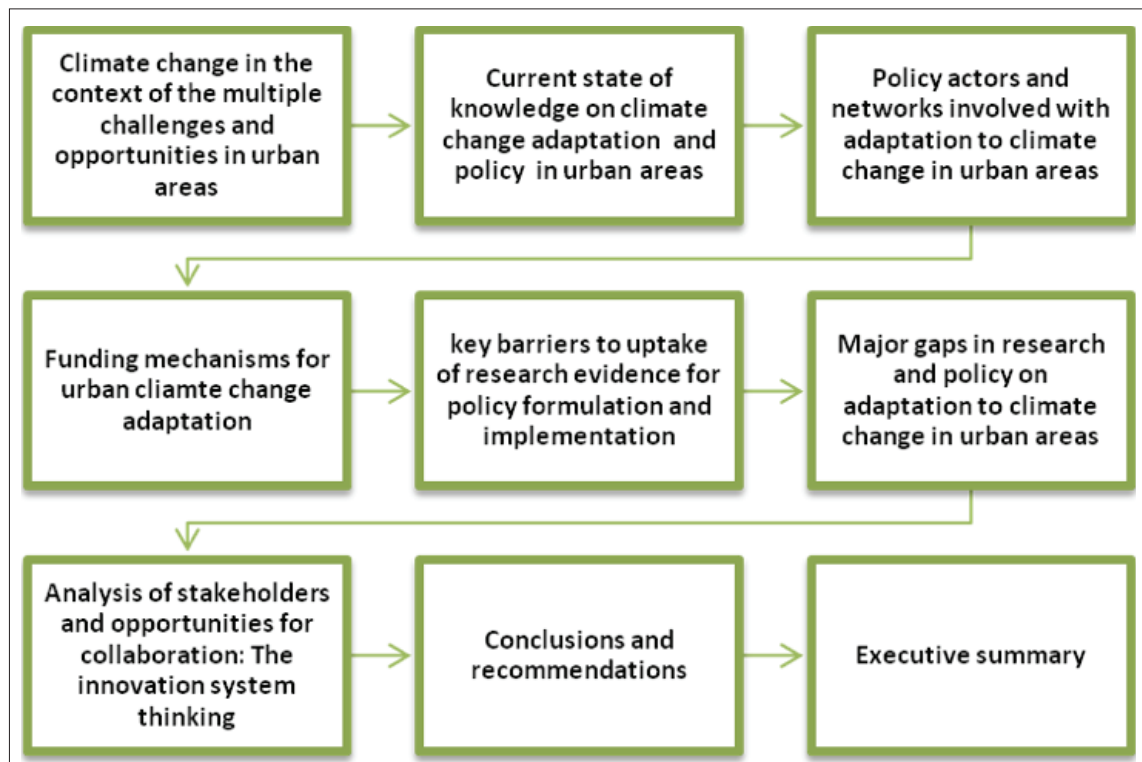 Climate change in the
context of the multiple
challenges and
opportunities in urban
areas
Current state of
knowledge on climate
change adaptation and
policy in urban areas
Policy actors and
networks involved with
adaptation to climate
change in urban areas
Funding mechanisms for
urban cliamte change
adaptation
key barriers to uptake
of research evidence for
policy formulation and
implementation
Major gaps in research
and policy on
adaptation to climate
change in urban areas
Analysis of stakeholders
and opportunities for
collaboration: The
innovation system
thinking
Conclusions and
recommendations
Executive summary